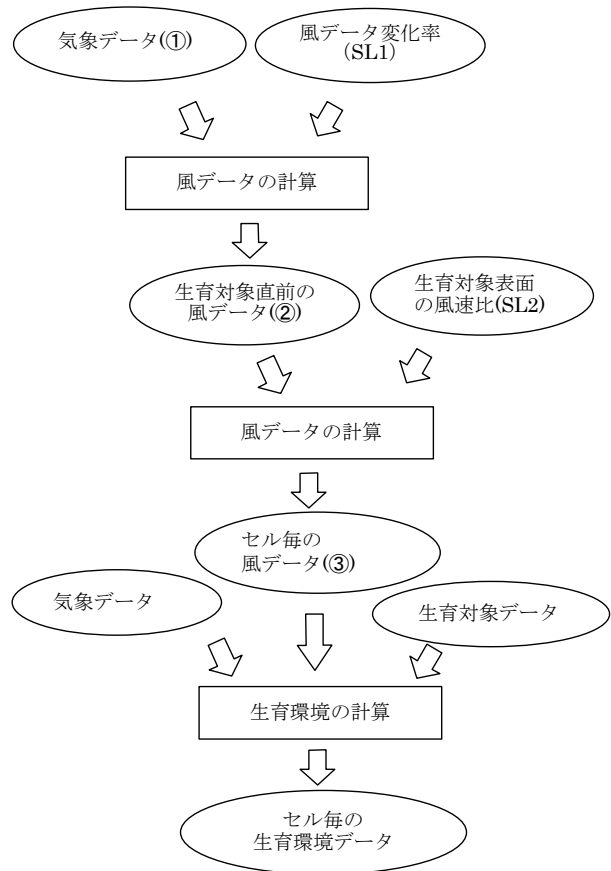 気象データ(①)
風データ変化率
(SL1)
風データの計算
生育対象直前の
風データ(②)
生育対象表面
の風速比(SL2)
風データの計算
セル毎の
風データ(③)
気象データ
生育対象データ
生育環境の計算
セル毎の
生育環境データ